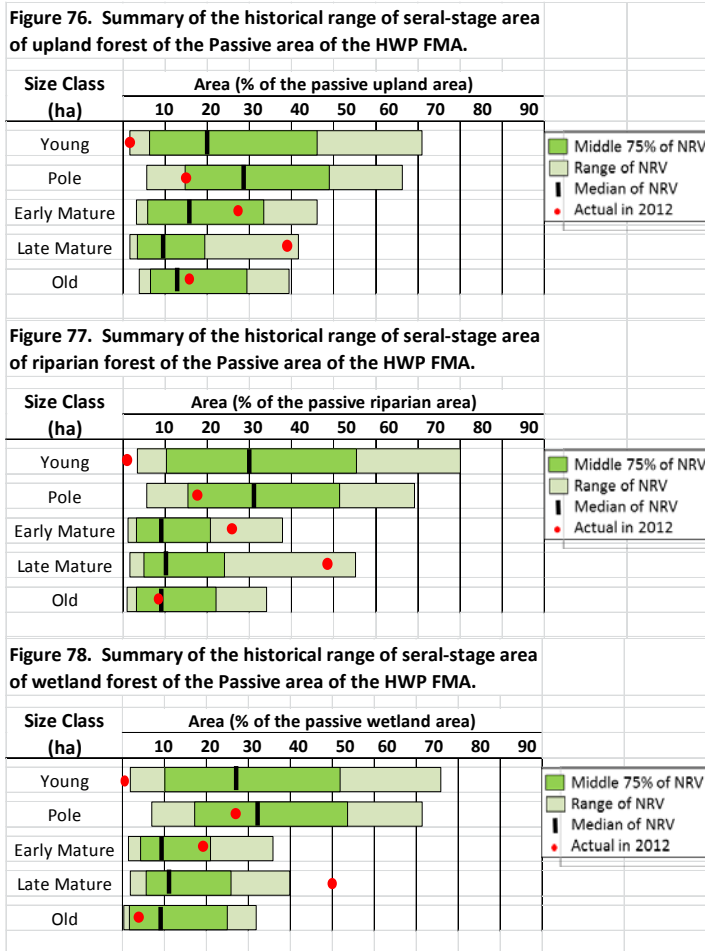 Figure 76. Summary of the historical range of seral-stage area
of upland forest of the Passive area of the HWP FMA.
Size Class
(ha)
Area (% of the passive upland area)
10 20 30 40 50 60 70 80 90
Young
Pole
Early Mature
Late Mature
Old
Middle 75% of NRV
Range of NRV
Median of NRV
Actual in 2012
Figure 77. Summary of the historical range of seral-stage area
of riparian forest of the Passive area of the HWP FMA.
Size Class
(ha)
Area (% of the passive riparian area)
10 20 30 40 50 60 70 80 90
Young
Pole
Early Mature
Late Mature
Old
Middle 75% of NRV
Range of NRV
Median of NRV
Actual in 2012
Figure 78. Summary of the historical range of seral-stage area
of wetland forest of the Passive area of the HWP FMA.
Size Class
(ha)
Area (% of the passive wetland area)
10 20 30 40 50 60 70 80 90
Young
Pole
Early Mature
Late Mature
Old
Middle 75% of NRV
Range of NRV
Median of NRV
Actual in 2012